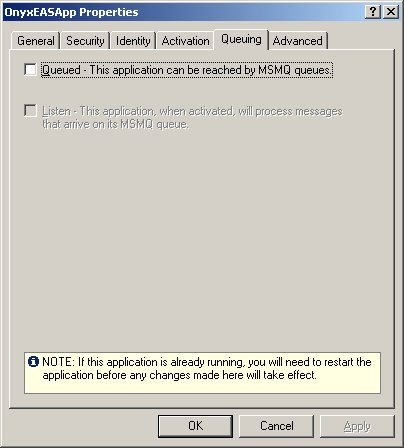 OnyxEASApp Properties
General Security Identity Activation Queuing Advanced
Queued - This application can be reached by MSMQ queues.
Listen - This application, when activated, will process messages
that arrive on its MSMQ queue.
NOTE: If this application is already running, you will need to restart the
application before any changes made here will take effect.
OK Cancel Apply